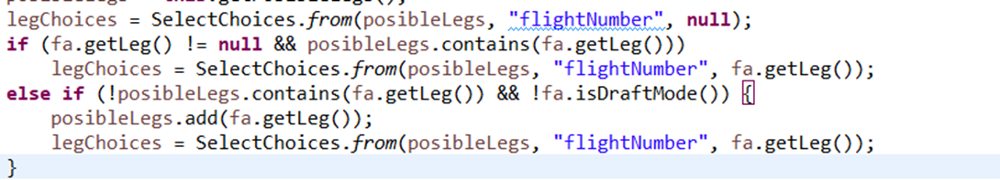 legChoices = SelectChoices.from(posibleLegs, "flightNumber", null);
if (fa.getLeg() != null && posibleLegs.contains(fa.getLeg()))
    legChoices = SelectChoices.from(posibleLegs, "flightNumber", fa.getLeg());
else if (!posibleLegs.contains(fa.getLeg()) && !fa.isDraftMode()) {
    posibleLegs.add(fa.getLeg());
    legChoices = SelectChoices.from(posibleLegs, "flightNumber", fa.getLeg());
}